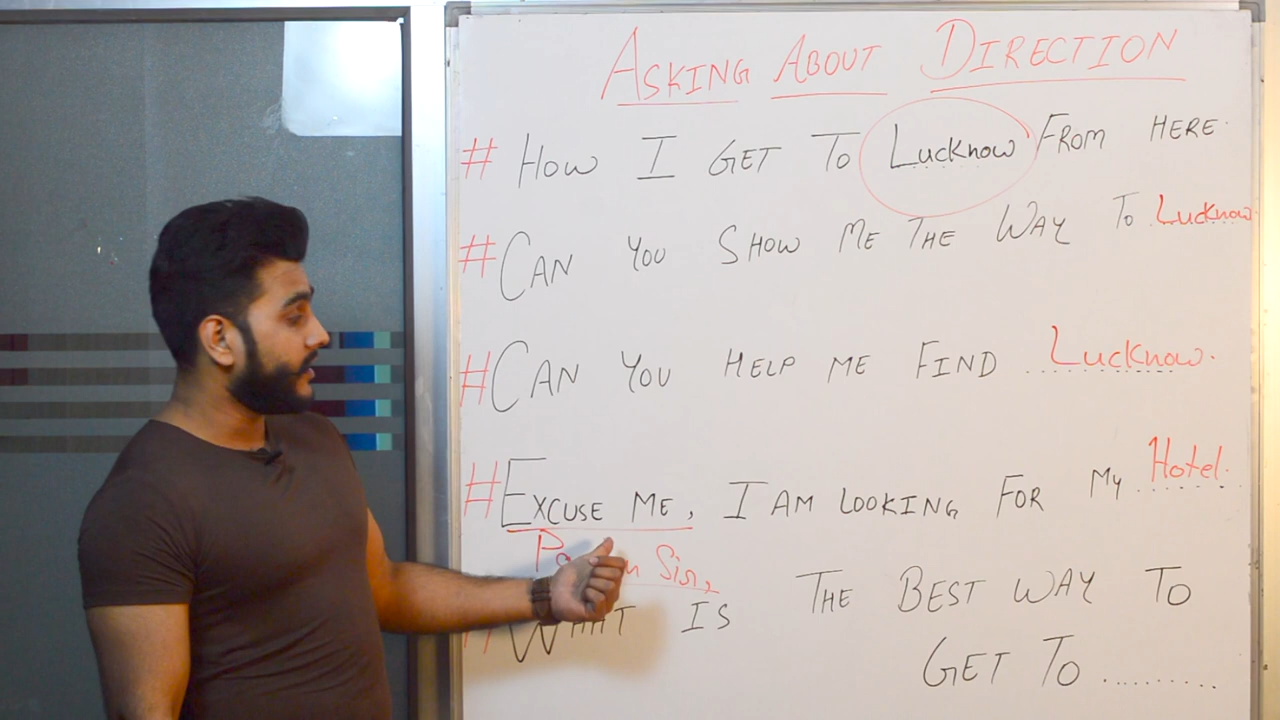 ASKING ABOUT DIRECTION
# HOW I GET TO Lucknow FROM HERE.
# CAN YOU SHOW ME THE WAY TO Lucknow
# CAN YOU HELP ME FIND Lucknow.
# EXCUSE ME, I AM LOOKING FOR MY Hotel.
Sir,
# WHAT IS THE BEST WAY TO
GET TO .........